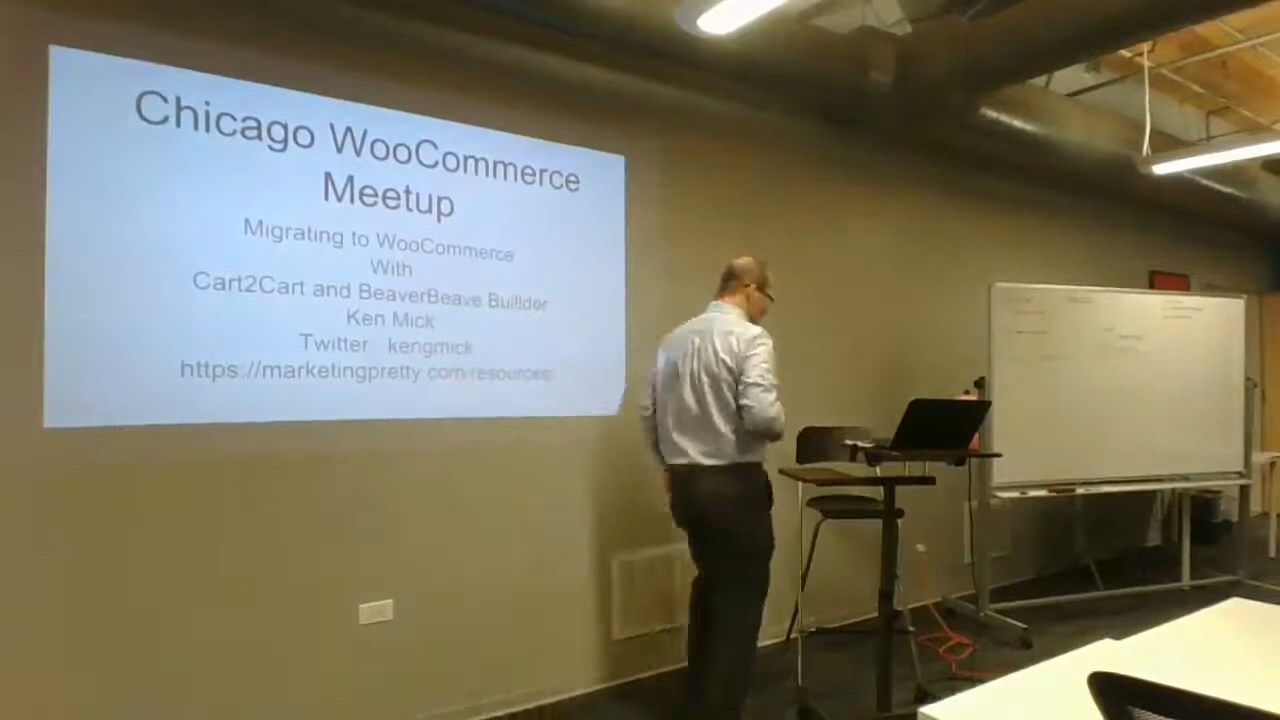 Chicago WooCommerce
Meetup
Migrating to WooCommerce
With
Cart2Cart and BeaverBeave Builder
Ken Mick
Twitter kengmick
https://marketingpretty.com/resources